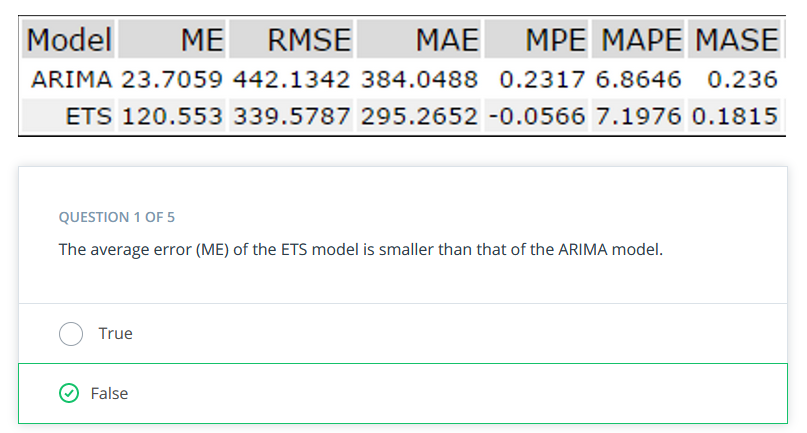 Model ME RMSE MAE MPE MAPE MASE
ARIMA 23.7059 442.1342 384.0488 0.2317 6.8646 0.236
ETS 120.553 339.5787 295.2652 -0.0566 7.1976 0.1815
QUESTION 1 OF 5
The average error (ME) of the ETS model is smaller than that of the ARIMA model.
True
False